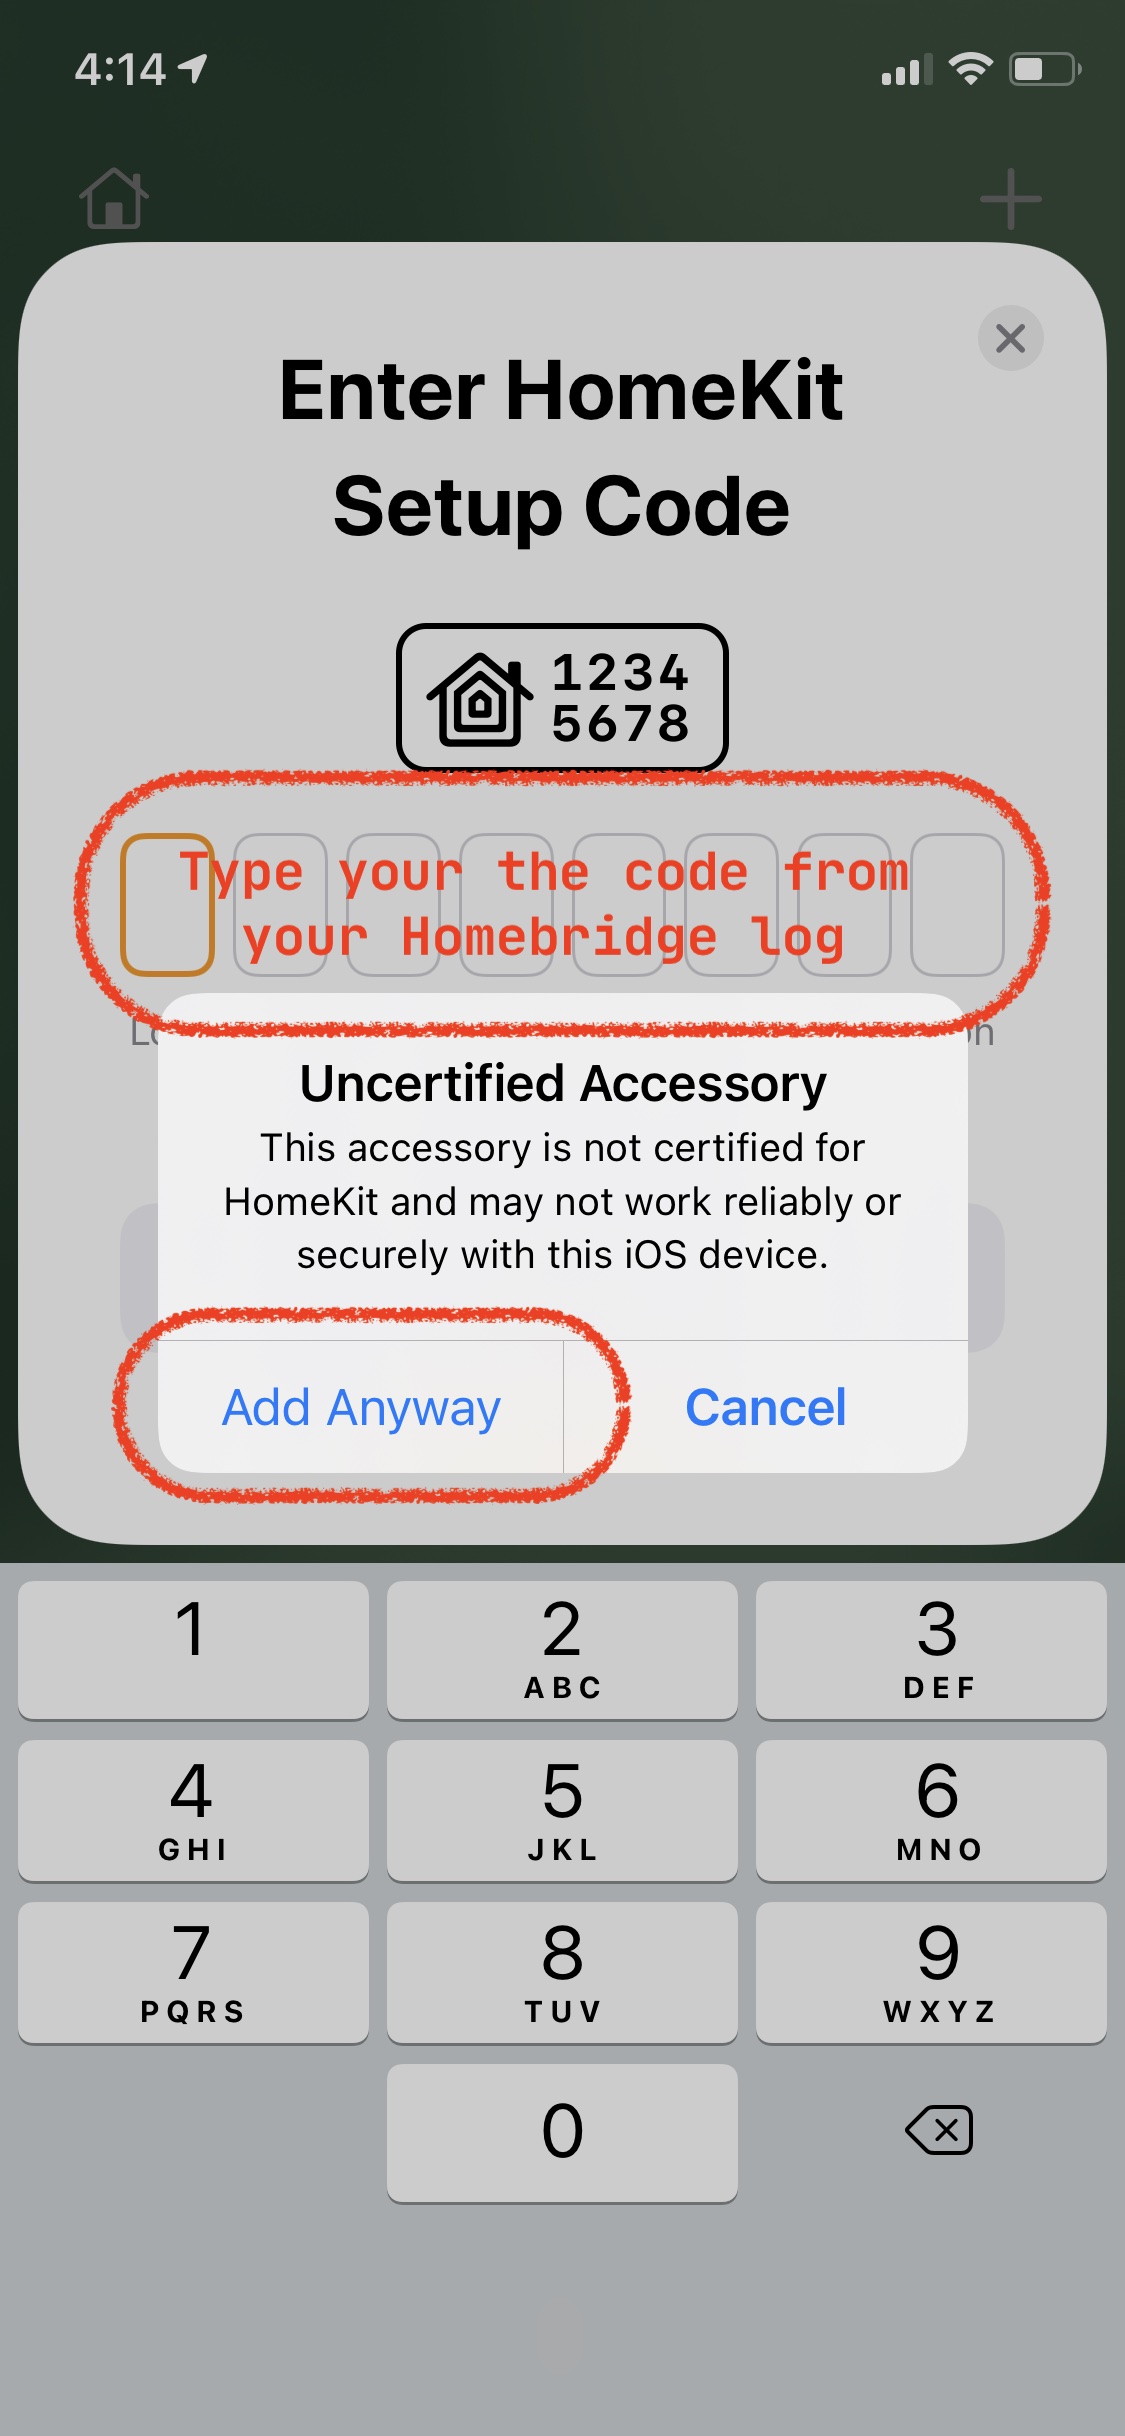 4:14
Enter HomeKit
Setup Code
1234
5678
Type your the code from
your Homebridge log
Uncertified Accessory
This accessory is not certified for
HomeKit and may not work reliably or
securely with this iOS device.
Add Anyway
Cancel
1
2
3
ABC
DEF
4
5
6
GHI
JKL
MNO
7
8
9
PQRS
TUV
WXYZ
0